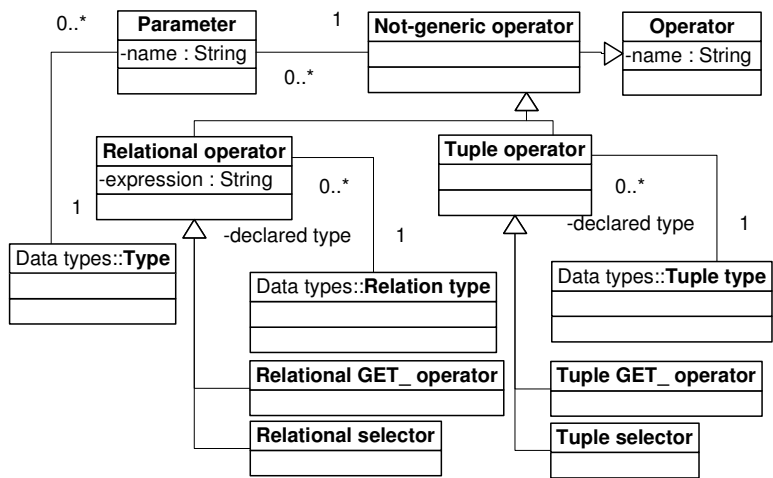 0..*
Parameter
-name : String
1
0..*
Not-generic operator
Operator
-name : String
Relational operator
-expression : String
0..*
Tuple operator
0..*
1
-declared type
1
-declared type
1
Data types::Type
Data types::Relation type
Data types::Tuple type
Relational GET_ operator
Tuple GET_ operator
Relational selector
Tuple selector